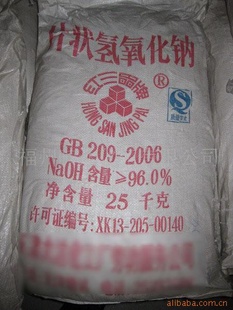 片状氢氧化钠
红三晶牌
®
HONG SAN JING PAI
GB 209--2006
NaOH 含量≥96.0%
净含量 25 千克
许可证编号: XK13-205-00140
alibaba.com.cn